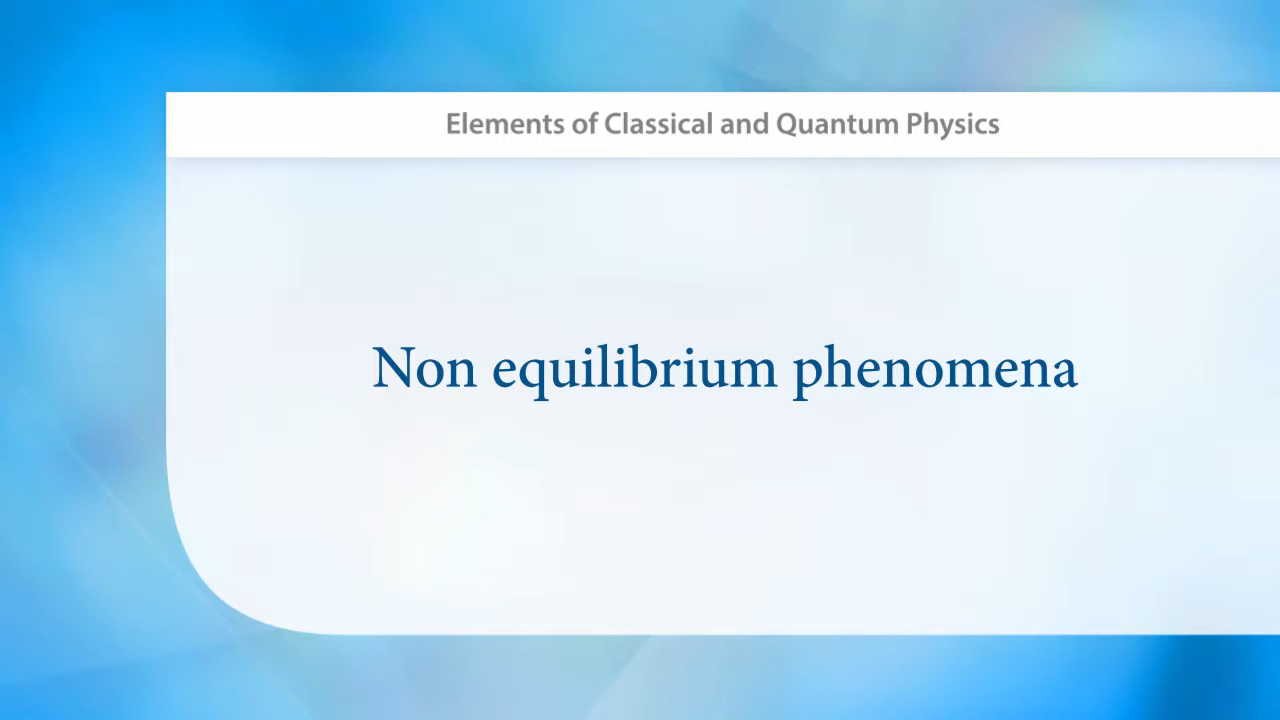 Elements of Classical and Quantum Physics
Non equilibrium phenomena